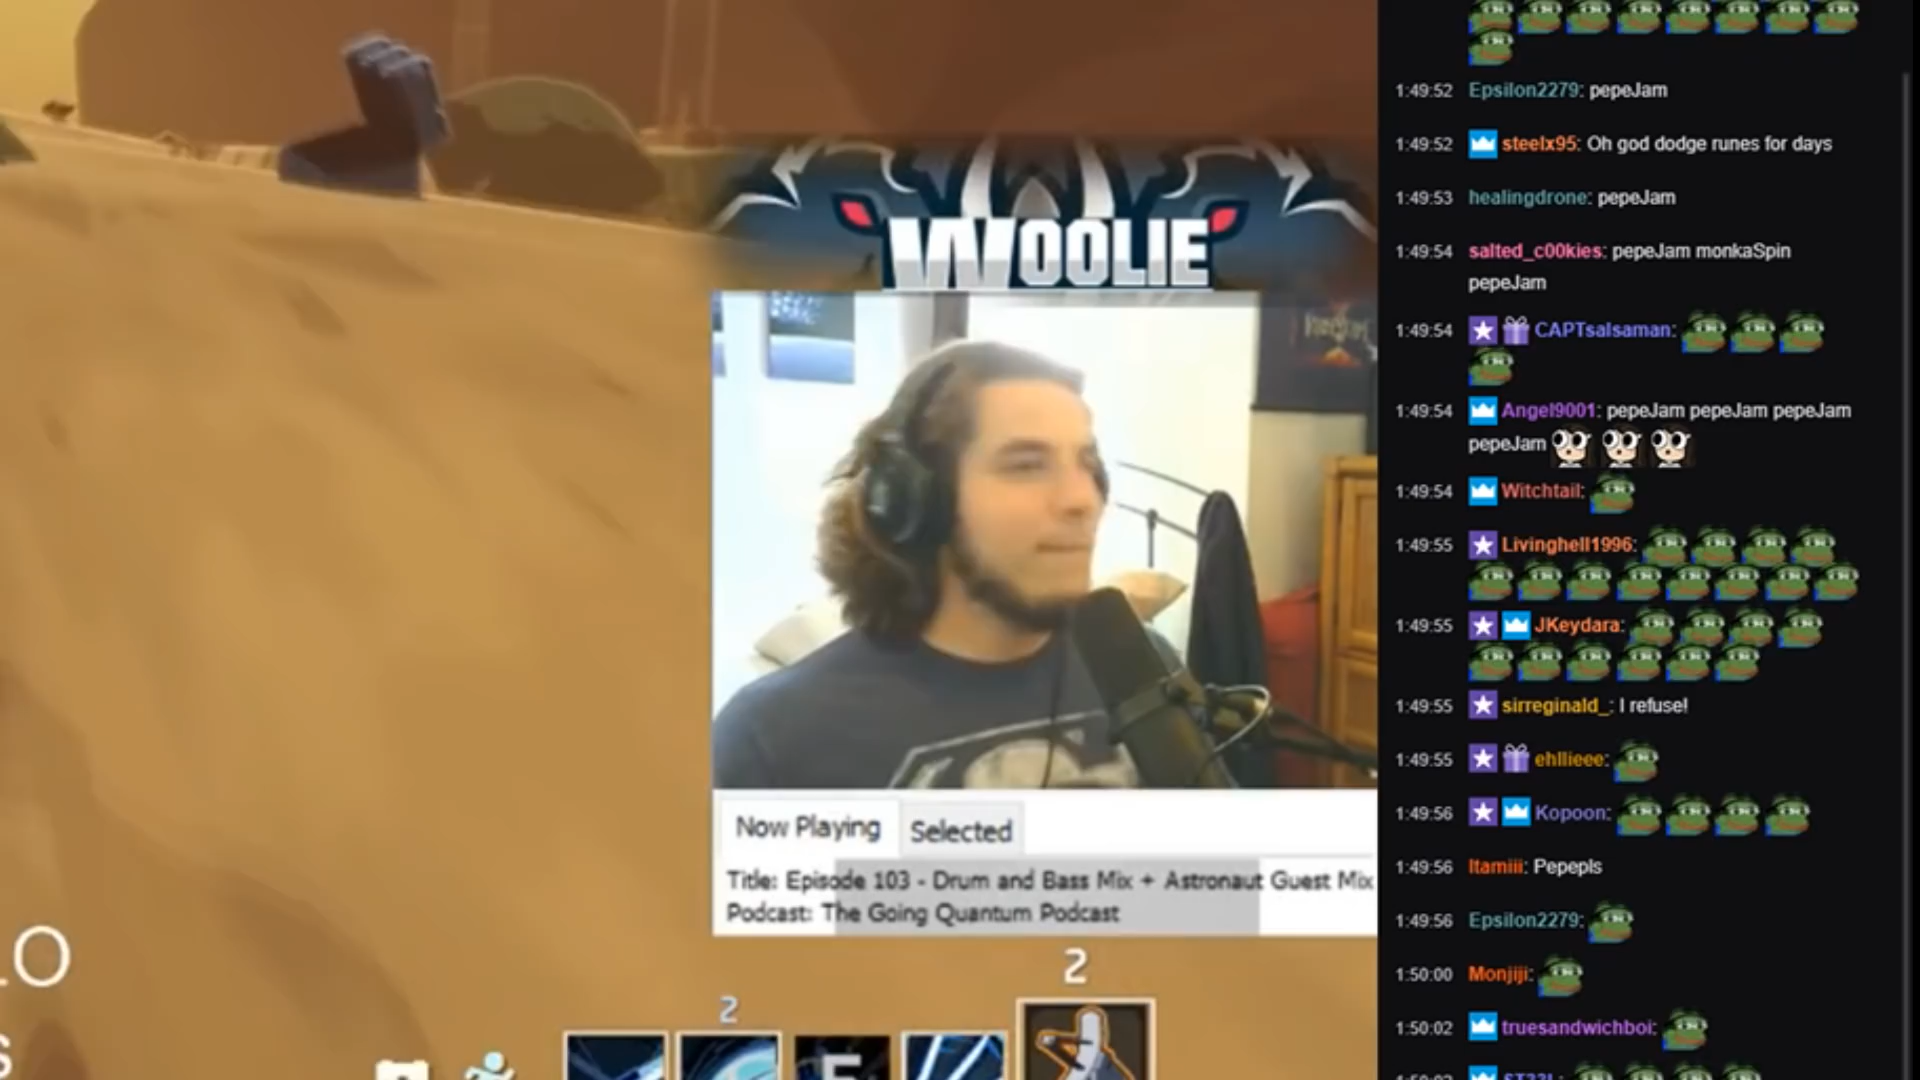 1:49:52 Epsilon2279: pepeJam
1:49:52 steelx95: Oh god dodge runes for days
1:49:53 healingdrone: pepeJam
1:49:54 salted_c00kies: pepeJam monkaSpin
pepeJam
1:49:54 CAPTsalsaman:
1:49:54 Angel9001: pepeJam pepeJam pepeJam
pepeJam
1:49:54 Witchtail:
1:49:55 Livinghell1996:
1:49:55 JKeydara:
1:49:55 sirreginald_: I refuse!
1:49:55 ehllieee:
1:49:56 Kopoon:
1:49:56 Itamiii: Pepepls
1:49:56 Epsilon2279:
1:50:00 Monjiji:
1:50:02 truesandwichboi:
WOOLIE
Now Playing Selected
Title: Episode 103 - Drum and Bass Mix + Astronaut Guest Mix
Podcast: The Going Quantum Podcast
LO
S
2
2